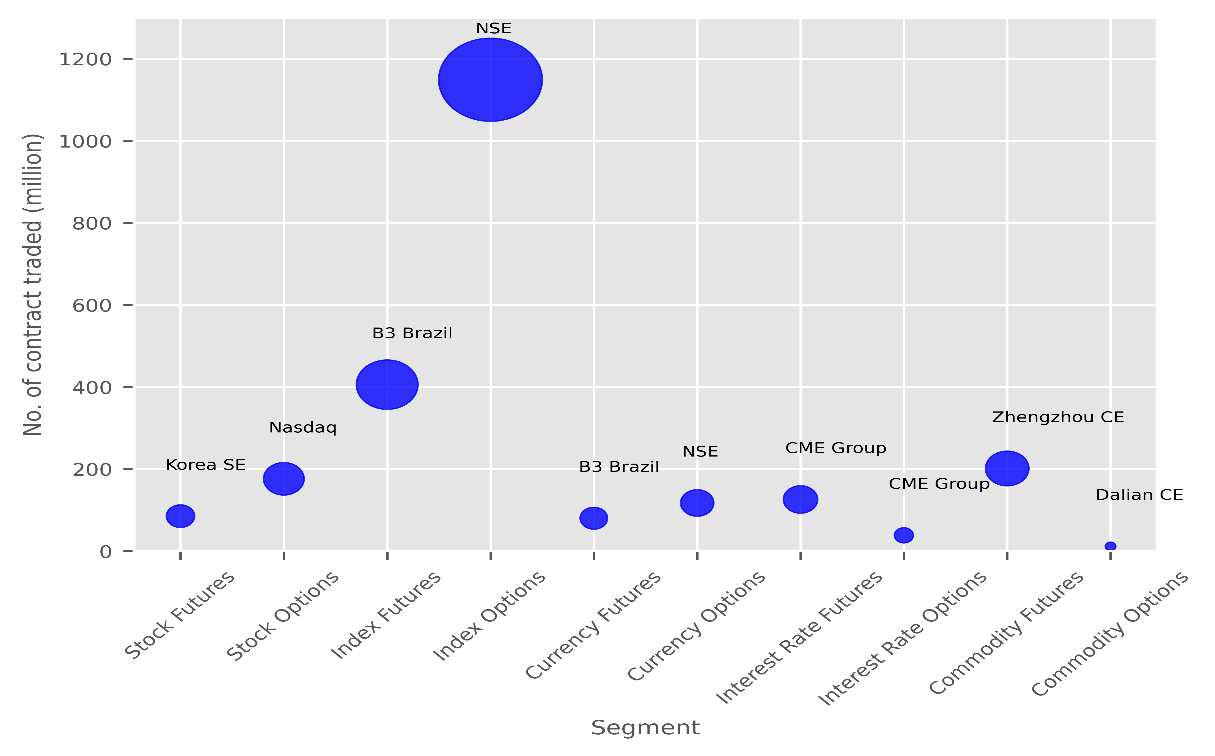 NSE
B3 Brazil
Zhengzhou CE
Nasdaq
CME Group
NSE
Korea SE
B3 Brazil
CME Group
Dalian CE
No. of contract traded (million)
1200
1000
800
600
400
200
0
Stock Futures
Stock Options
Index Futures
Index Options
Currency Futures
Currency Options
Interest Rate Futures
Interest Rate Options
Commodity Futures
Commodity Options
Segment